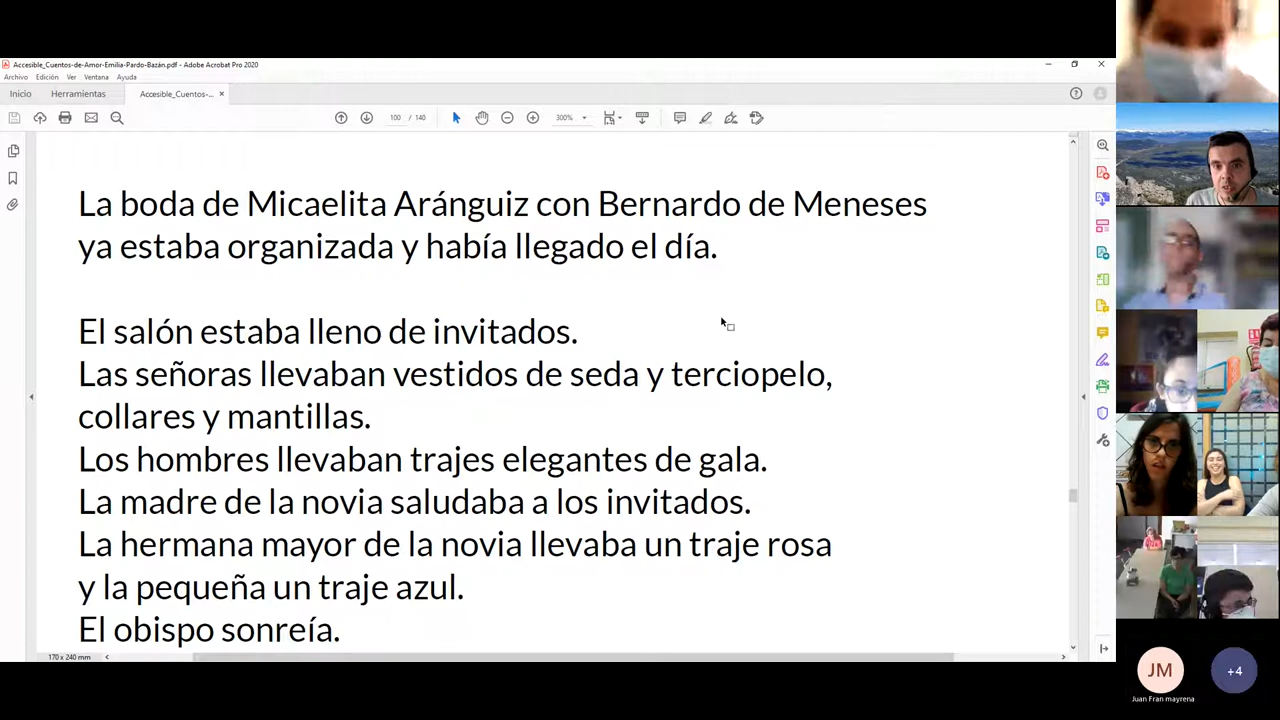 Accesible_Cuentos-de-Amor-Emilia-Pardo-Bazán.pdf - Adobe Acrobat Pro 2020
Archivo Edición Ver Ventana Ayuda
Inicio Herramientas Accesible_Cuentos-...
100 / 140 300%
La boda de Micaelita Aránguiz con Bernardo de Meneses
ya estaba organizada y había llegado el día.
El salón estaba lleno de invitados.
Las señoras llevaban vestidos de seda y terciopelo,
collares y mantillas.
Los hombres llevaban trajes elegantes de gala.
La madre de la novia saludaba a los invitados.
La hermana mayor de la novia llevaba un traje rosa
y la pequeña un traje azul.
El obispo sonreía.
170 x 240 mm
JM
+4
Juan Fran mayrena